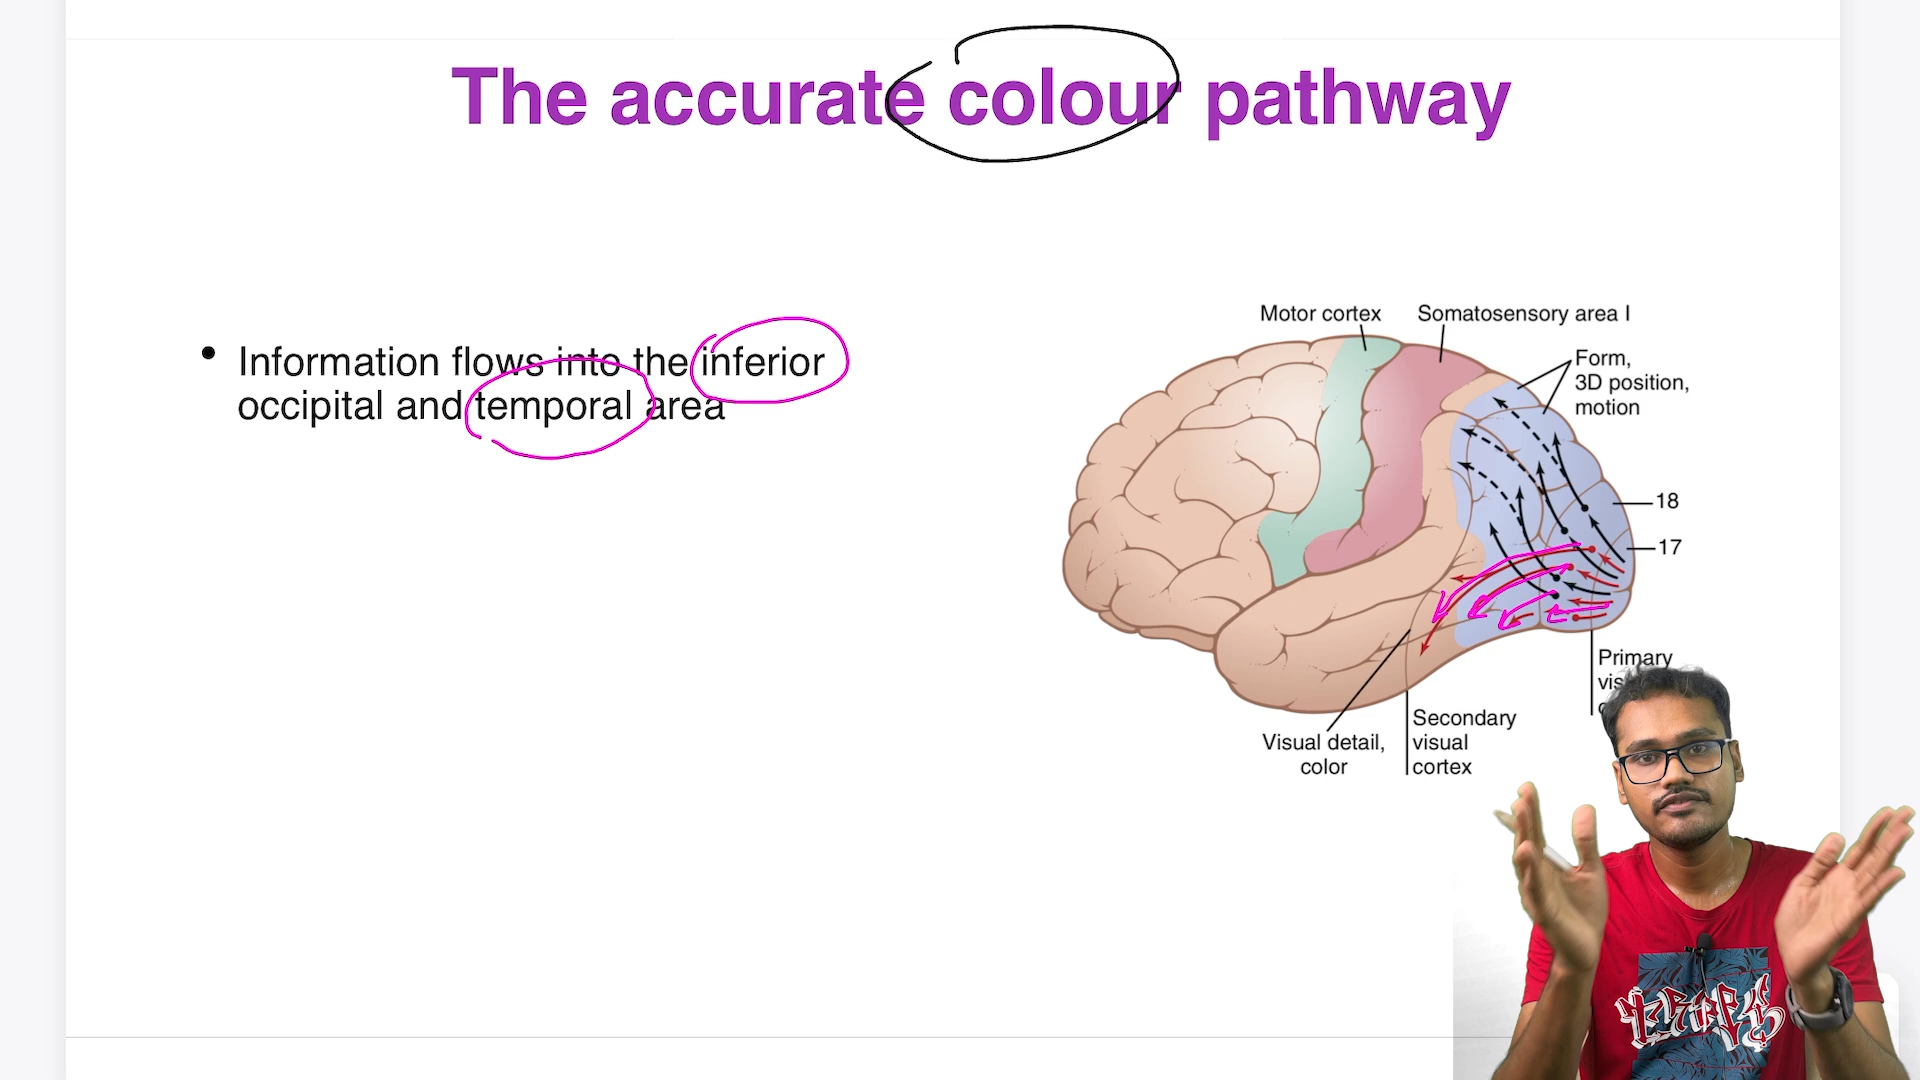 The accurate colour pathway
• Information flows into the inferior
occipital and temporal area
Motor cortex
Somatosensory area I
Form,
3D position,
motion
18
17
Primary
Secondary
visual
cortex
Visual detail,
color